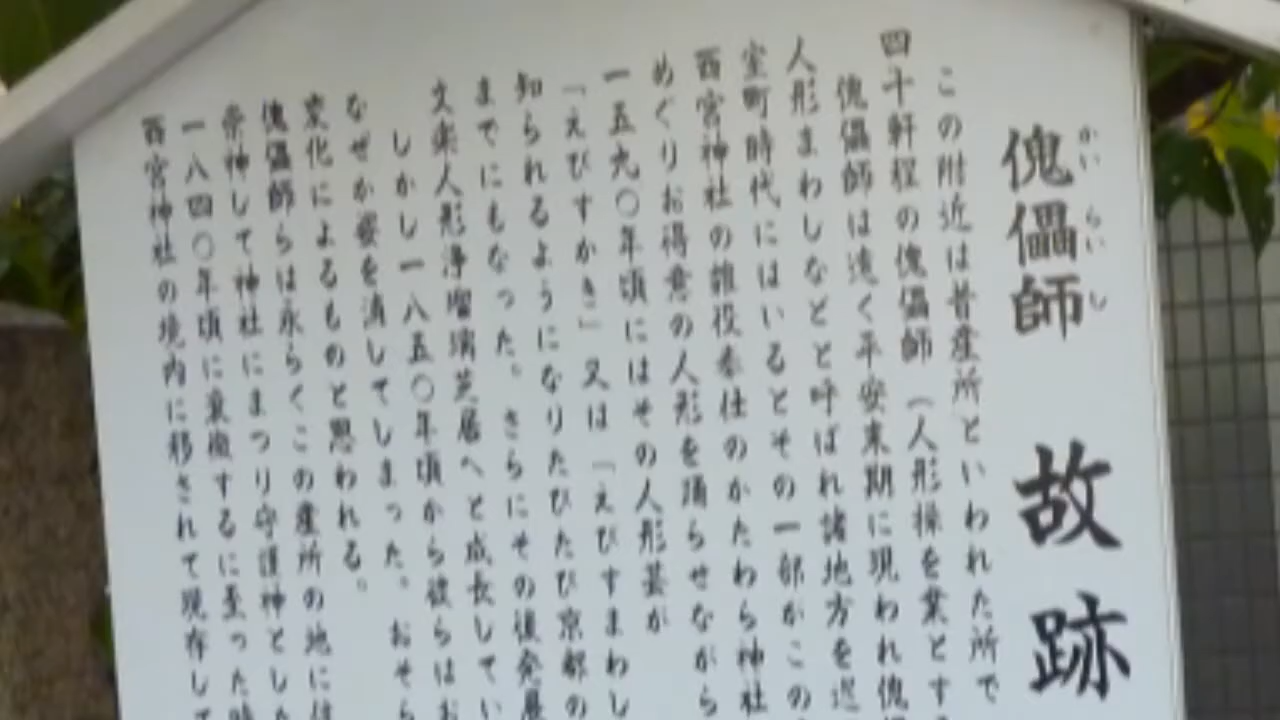 傀儡師 故跡
かいらいし
この附近は昔産所といわれた所で
四十軒程の傀儡師(人形操を業とす
傀儡師は遠く平安末期に現われ傀
人形まわしなどと呼ばれ諸地方を巡
室町時代にはいるとその一部がこの
西宮神社の雑役奉仕のかたわら神社
めぐりお得意の人形を踊らせながら
一五九〇年頃にはその人形芸が
「えびすかき」又は「えびすまわし
知られるようになりたびたび京都の
までにもなった。さらにその後発展
文楽人形浄瑠璃芝居へと成長してい
しかし一八五〇年頃から彼らはお
なぜか姿を消してしまった。おそら
文化によるものと思われる。
傀儡師らは永らくこの産所の地に住
神して神社にまつり守護神とした
一八四〇年頃に衰微するに至った時
西宮神社の境内に移されて現存して